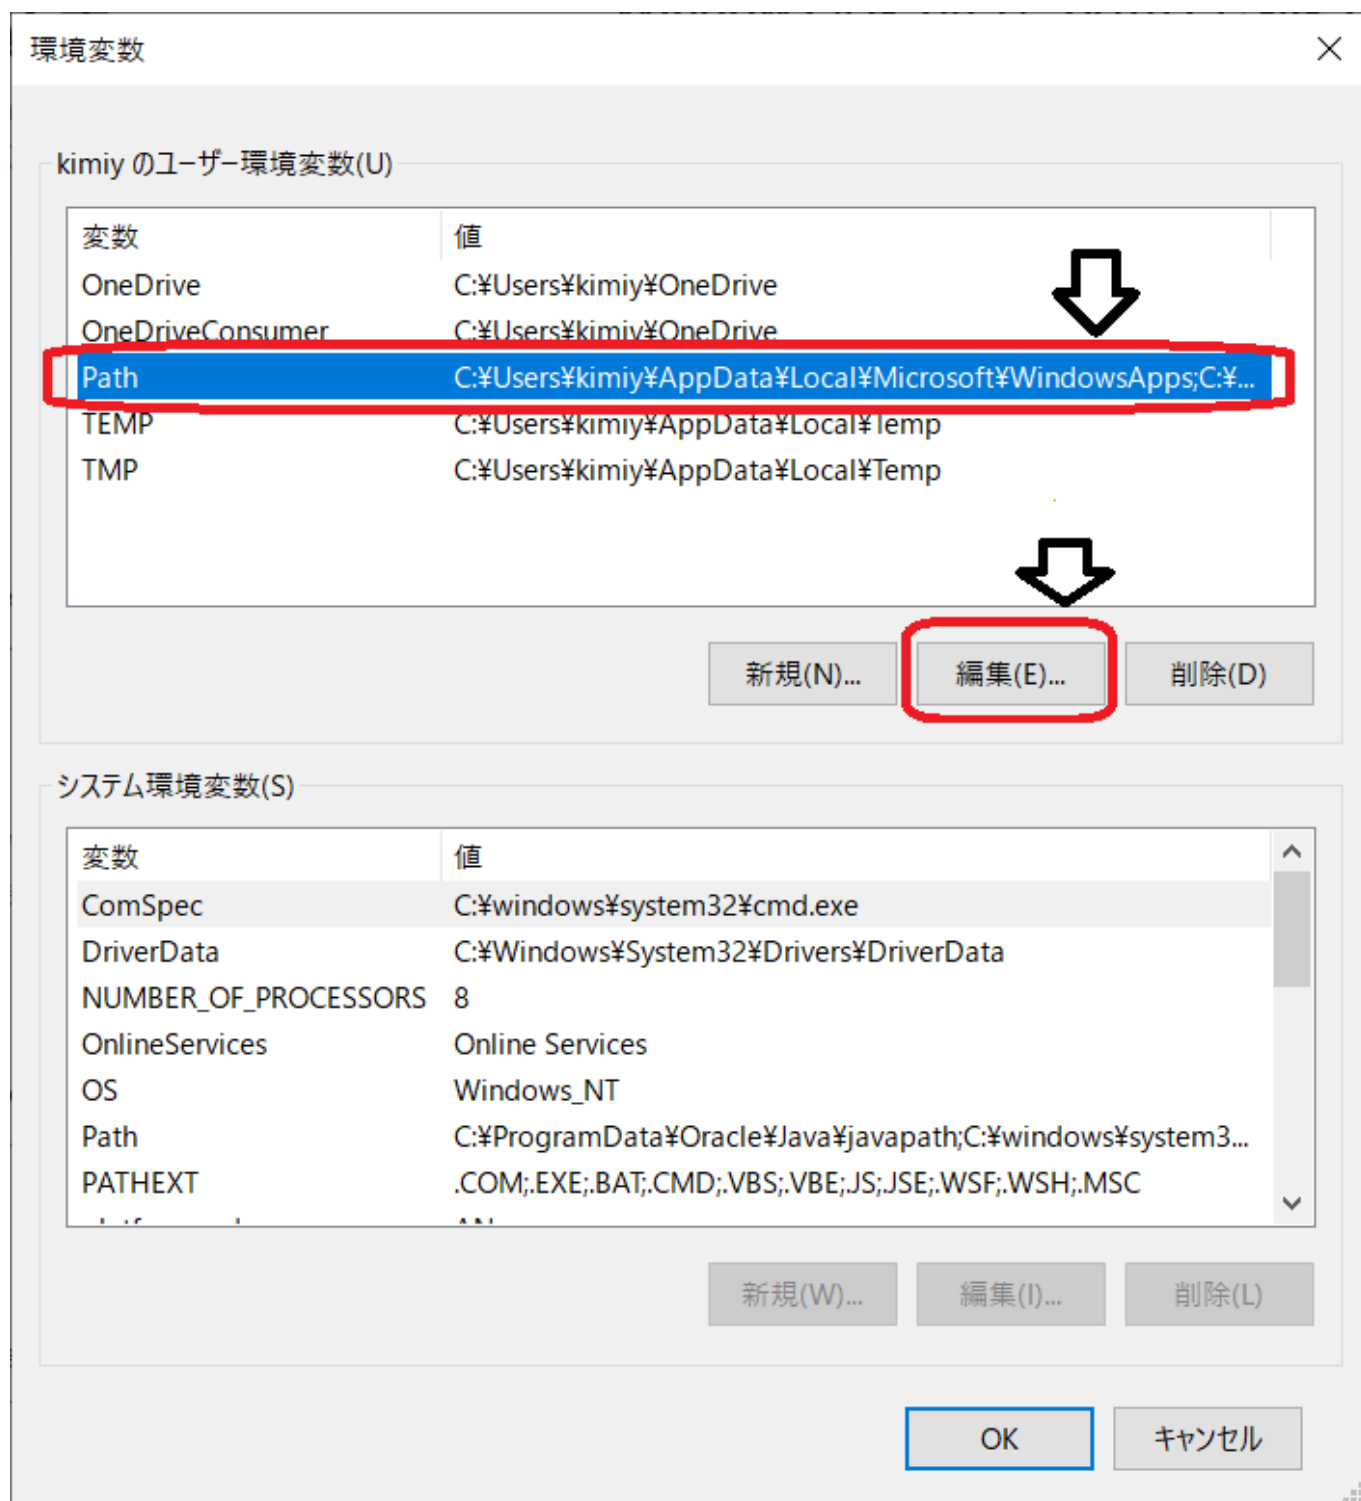 環境変数
kimiy のユーザー環境変数(U)
変数 値
OneDrive C:¥Users¥kimiy¥OneDrive
OneDriveConsumer C:¥Users¥kimiy¥OneDrive
Path C:¥Users¥kimiy¥AppData¥Local¥Microsoft¥WindowsApps;C:¥...
TEMP C:¥Users¥kimiy¥AppData¥Local¥Temp
TMP C:¥Users¥kimiy¥AppData¥Local¥Temp
新規(N)... 編集(E)... 削除(D)
システム環境変数(S)
変数 値
ComSpec C:¥windows¥system32¥cmd.exe
DriverData C:¥Windows¥System32¥Drivers¥DriverData
NUMBER_OF_PROCESSORS 8
OnlineServices Online Services
OS Windows_NT
Path C:¥ProgramData¥Oracle¥Java¥javapath;C:¥windows¥system3...
PATHEXT .COM;.EXE;.BAT;.CMD;.VBS;.VBE;.JS;.JSE;.WSF;.WSH;.MSC
新規(W)... 編集(I)... 削除(L)
OK キャンセル